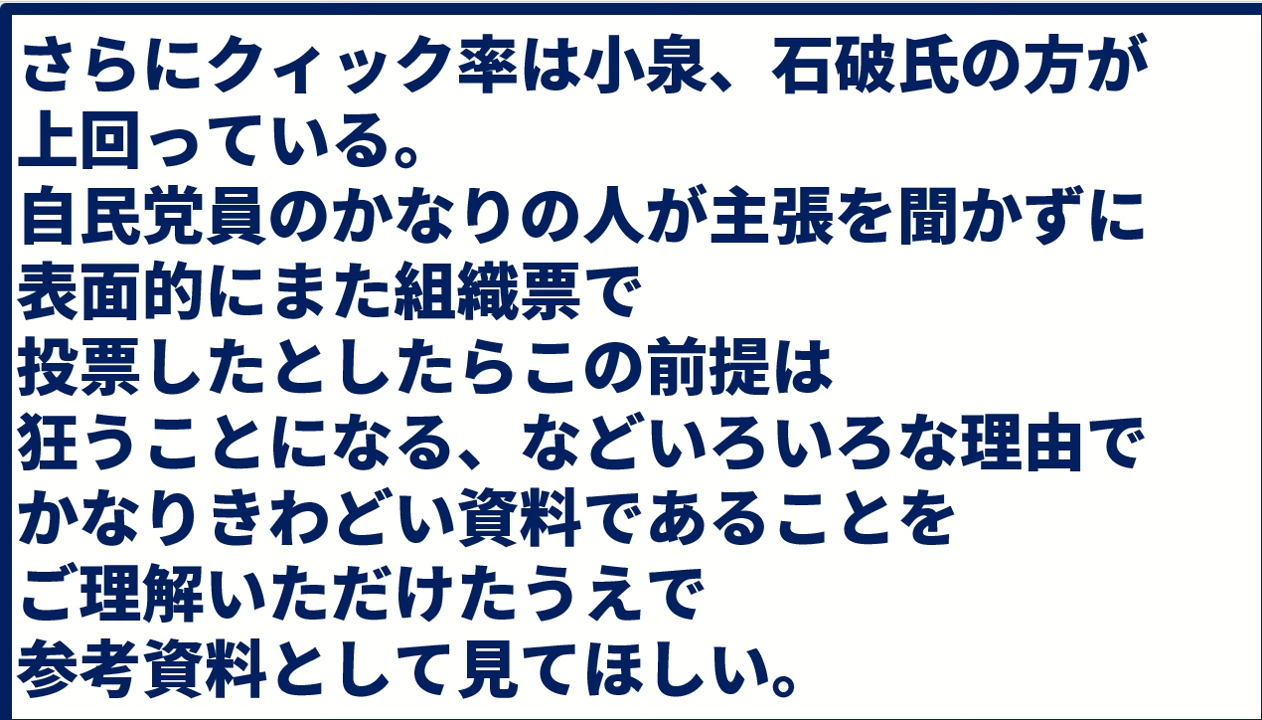 さらにクィック率は小泉、石破氏の方が
上回っている。
自民党員のかなりの人が主張を聞かずに
表面的にまた組織票で
投票したとしたらこの前提は
狂うことになる、などいろいろな理由で
かなりきわどい資料であることを
ご理解いただけたうえで
参考資料として見てほしい。